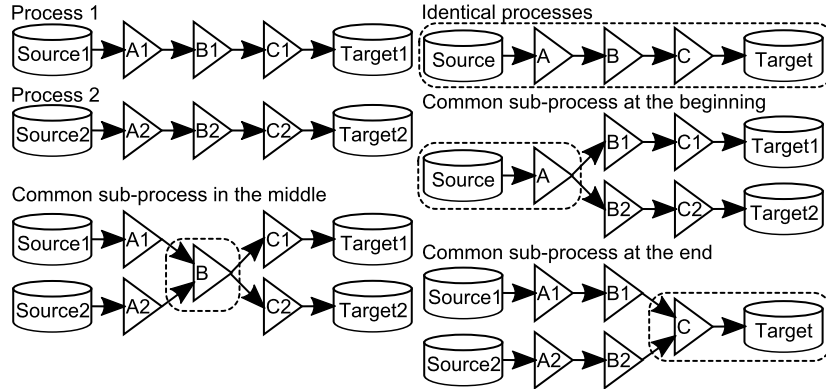 Process 1
Source1 A1 B1 C1 Target1
Process 2
Source2 A2 B2 C2 Target2
Common sub-process in the middle
Source1 A1 C1 Target1
B
Source2 A2 C2 Target2
Identical processes
Source A B C Target
Common sub-process at the beginning
B1 C1 Target1
Source A
B2 C2 Target2
Common sub-process at the end
Source1 A1 B1
C Target
Source2 A2 B2